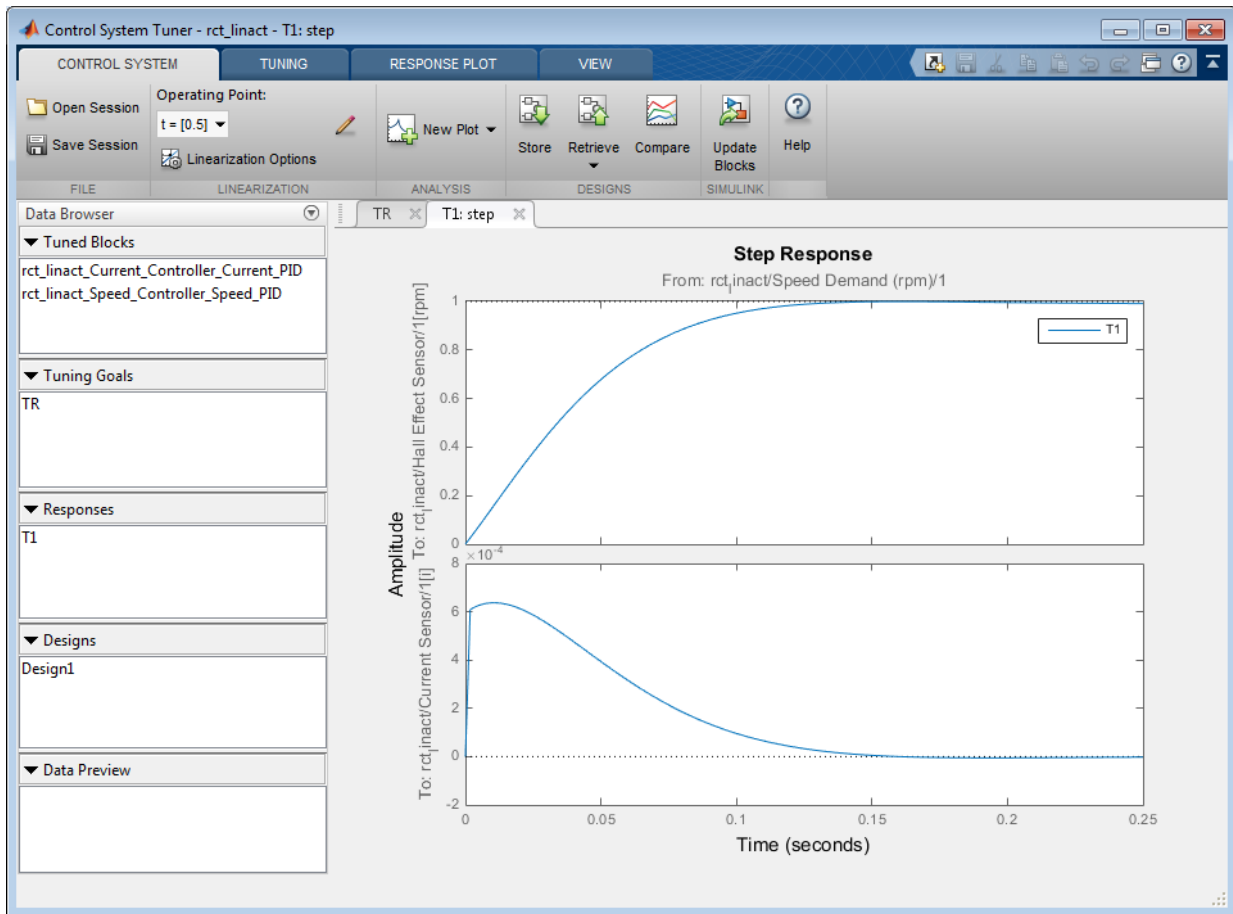 Control System Tuner - rct_linact - T1: step
CONTROL SYSTEM
TUNING
RESPONSE PLOT
VIEW
Open Session
Save Session
FILE
Operating Point:
t = [0.5]
Linearization Options
LINEARIZATION
New Plot
ANALYSIS
Store
Retrieve
Compare
DESIGNS
Update
Blocks
SIMULINK
Help
Data Browser
Tuned Blocks
rct_linact_Current_Controller_Current_PID
rct_linact_Speed_Controller_Speed_PID
Tuning Goals
TR
Responses
T1
Designs
Design1
Data Preview
TR
T1: step
Step Response
From: rct_linact/Speed Demand (rpm)/1
T1
Amplitude
To: rct_linact/Hall Effect Sensor/1[rpm]
1
0.8
0.6
0.4
0.2
0
To: rct_linact/Current Sensor/1[i]
×10⁻⁴
8
6
4
2
0
-2
0
0.05
0.1
0.15
0.2
0.25
Time (seconds)